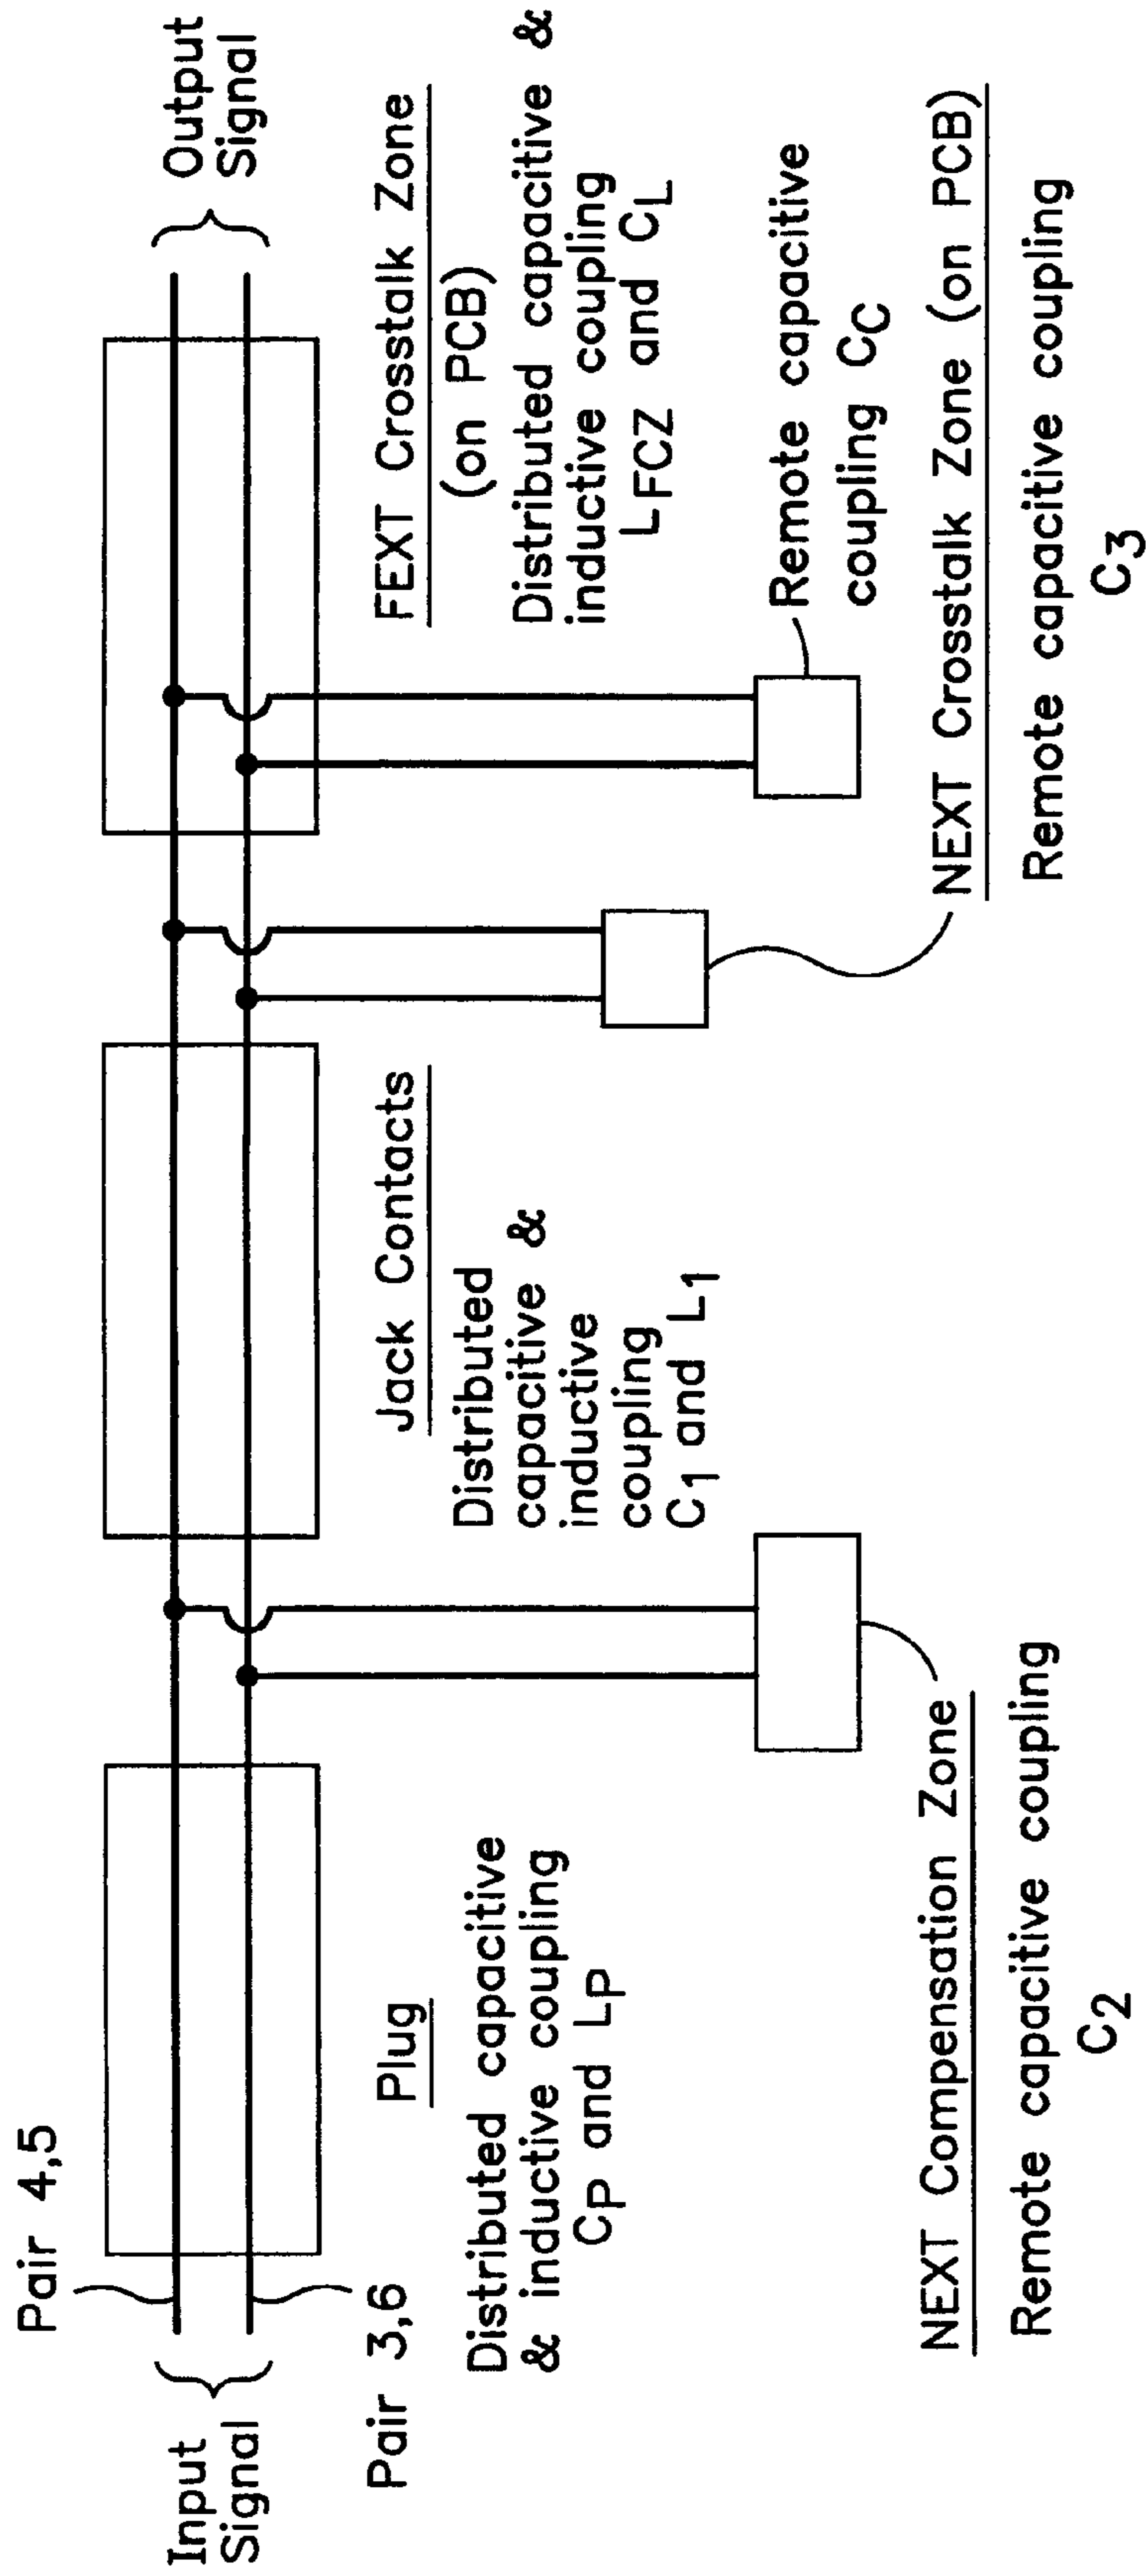 Pair 4,5
Input
Signal
Pair 3,6
Plug
Distributed capacitive
& inductive coupling
CP and LP
NEXT Compensation Zone
Remote capacitive coupling
C2
Jack Contacts
Distributed
capacitive &
inductive
coupling
C1 and L1
Output
Signal
FEXT Crosstalk Zone
(on PCB)
Distributed capacitive &
inductive coupling
LFCZ and CL
Remote capacitive
coupling CC
NEXT Crosstalk Zone (on PCB)
Remote capacitive coupling
C3